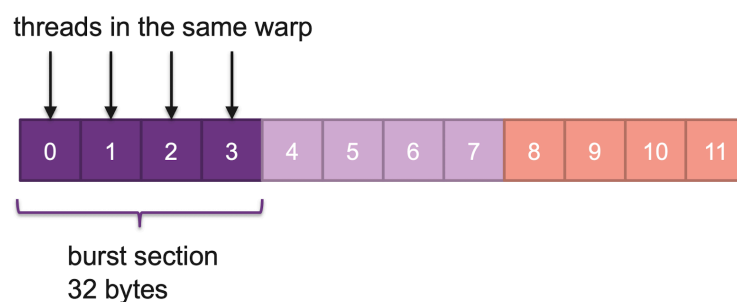 threads in the same warp
0 1 2 3 4 5 6 7 8 9 10 11
burst section
32 bytes